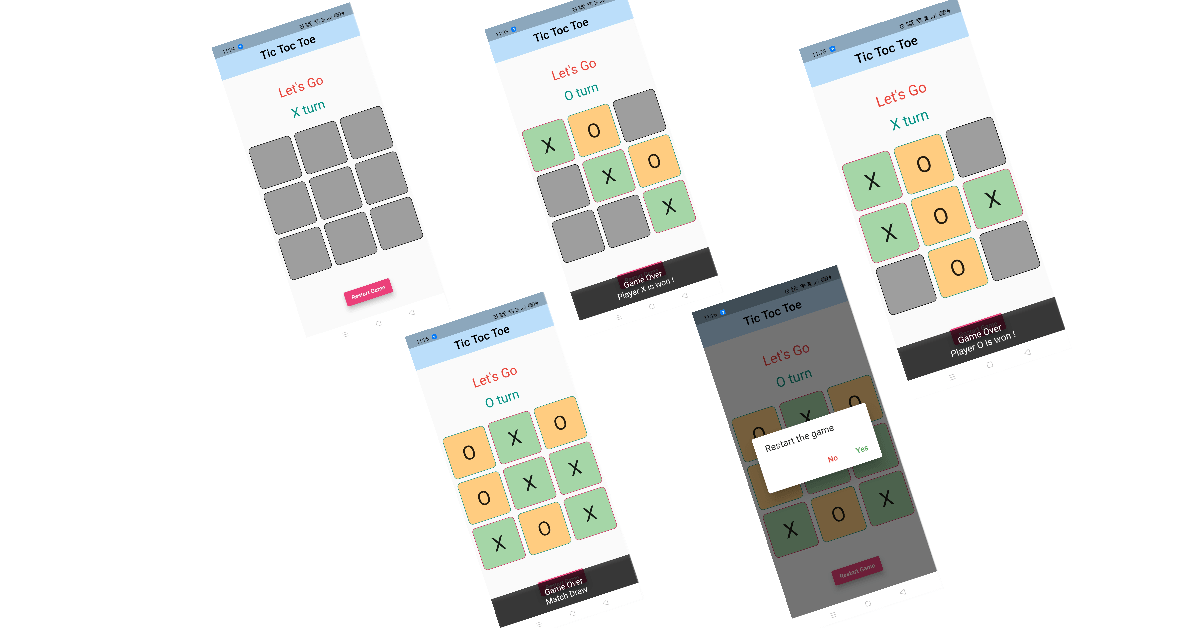 Tic Toc Toe
Let's Go
X turn
Restart Game
Tic Toc Toe
Let's Go
O turn
X O
X O
X
Game Over
Player X is won !
Tic Toc Toe
Let's Go
X turn
X O
X O X
O
Game Over
Player O is won !
Tic Toc Toe
Let's Go
O turn
O X O
O X X
X O X
Game Over
Match Draw
Tic Toc Toe
Let's Go
O turn
O X O
Restart the game
No Yes
X O X
Restart Game